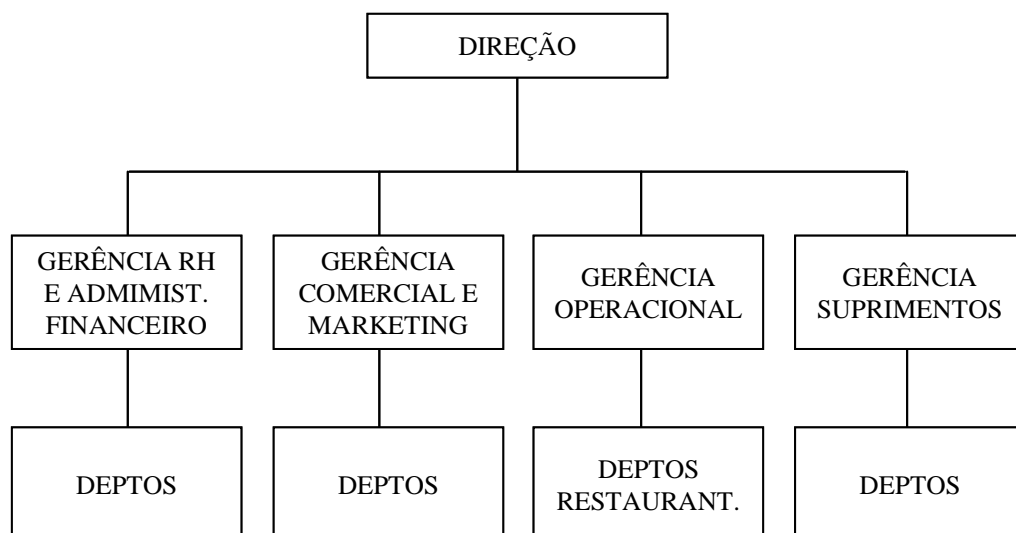 DIREÇÃO
GERÊNCIA RH
E ADMIMIST.
FINANCEIRO
GERÊNCIA
COMERCIAL E
MARKETING
GERÊNCIA
OPERACIONAL
GERÊNCIA
SUPRIMENTOS
DEPTOS
DEPTOS
DEPTOS
RESTAURANT.
DEPTOS